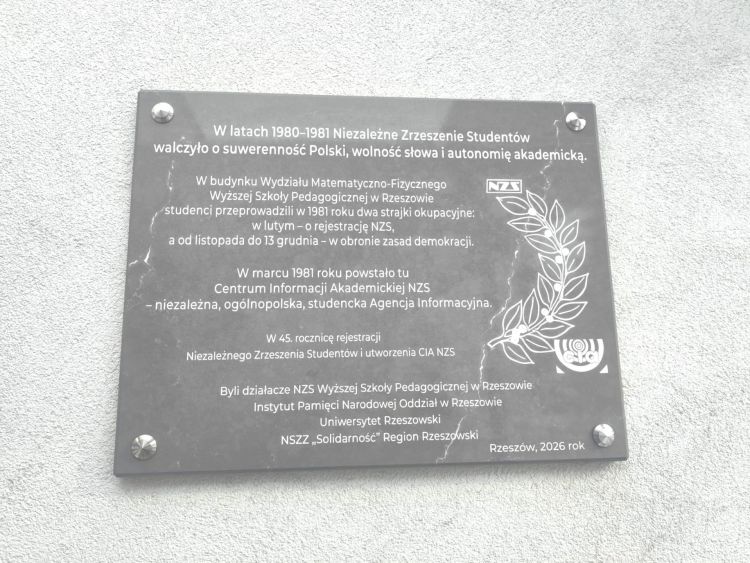 W latach 1980–1981 Niezależne Zrzeszenie Studentów
walczyło o suwerenność Polski, wolność słowa i autonomię akademicką.
W budynku Wydziału Matematyczno-Fizycznego
Wyższej Szkoły Pedagogicznej w Rzeszowie
studenci przeprowadzili w 1981 roku dwa strajki okupacyjne:
w lutym – o rejestrację NZS,
a od listopada do 13 grudnia – w obronie zasad demokracji.
W marcu 1981 roku powstało tu
Centrum Informacji Akademickiej NZS
– niezależna, ogólnopolska, studencka Agencja Informacyjna.
NZS
CIA
W 45. rocznicę rejestracji
Niezależnego Zrzeszenia Studentów i utworzenia CIA NZS
Byli działacze NZS Wyższej Szkoły Pedagogicznej w Rzeszowie
Instytut Pamięci Narodowej Oddział w Rzeszowie
Uniwersytet Rzeszowski
NSZZ „Solidarność” Region Rzeszowski
Rzeszów, 2026 rok